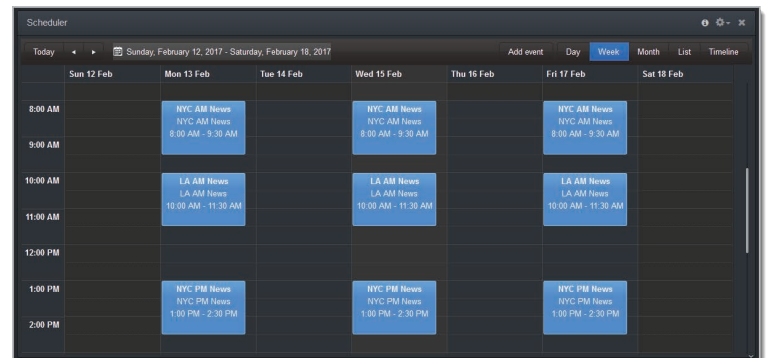 Scheduler
Today Sunday, February 12, 2017 - Saturday, February 18, 2017 Add event Day Week Month List Timeline
Sun 12 Feb Mon 13 Feb Tue 14 Feb Wed 15 Feb Thu 16 Feb Fri 17 Feb Sat 18 Feb
8:00 AM NYC AM News NYC AM News NYC AM News
NYC AM News NYC AM News NYC AM News
8:00 AM - 9:30 AM 8:00 AM - 9:30 AM 8:00 AM - 9:30 AM
9:00 AM
10:00 AM LA AM News LA AM News LA AM News
LA AM News LA AM News LA AM News
10:00 AM - 11:30 AM 10:00 AM - 11:30 AM 10:00 AM - 11:30 AM
11:00 AM
12:00 PM
1:00 PM NYC PM News NYC PM News NYC PM News
NYC PM News NYC PM News NYC PM News
1:00 PM - 2:30 PM 1:00 PM - 2:30 PM 1:00 PM - 2:30 PM
2:00 PM